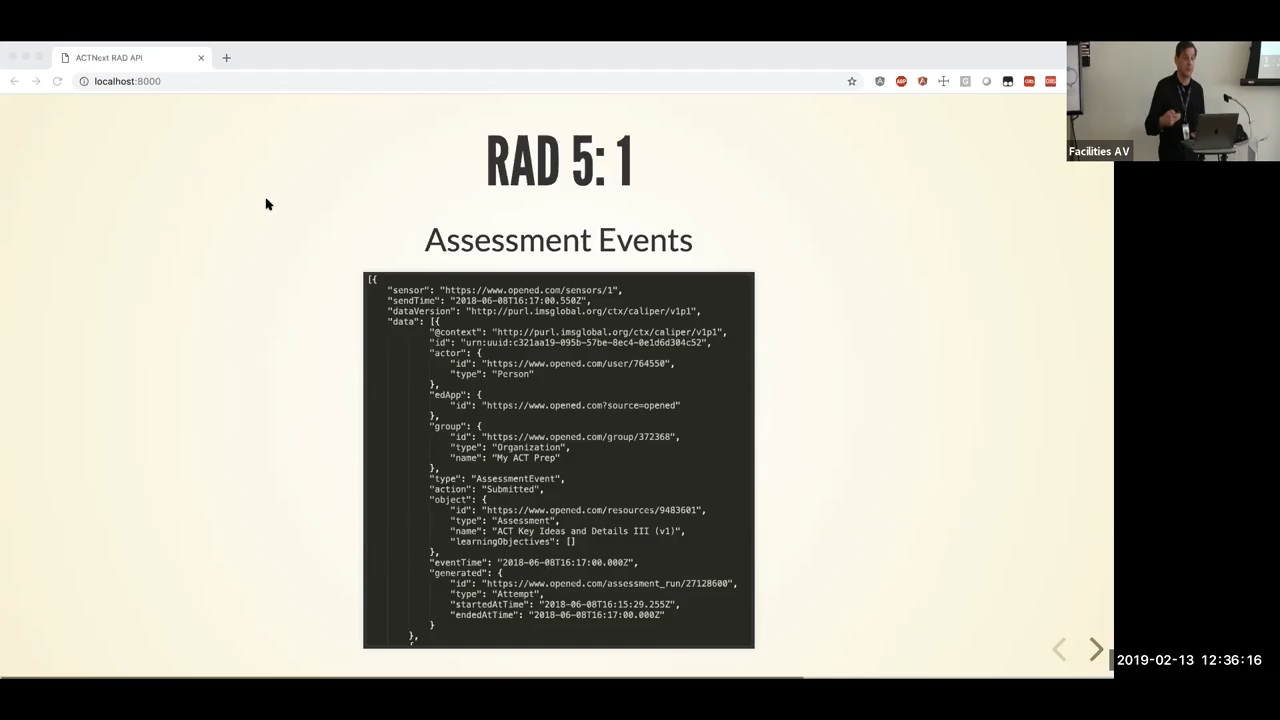 ACTNext RAD API
localhost:8000
ABP
CORS
CORS
Facilities AV
RAD 5: 1
Assessment Events
[{
"sensor": "https://www.opened.com/sensors/1",
"sendTime": "2018-06-08T16:17:00.550Z",
"dataVersion": "http://purl.imsglobal.org/ctx/caliper/v1p1",
"data": [{
"@context": "http://purl.imsglobal.org/ctx/caliper/v1p1",
"id": "urn:uuid:c321aa19-095b-57be-8ec4-0e1d6d304c52",
"actor": {
"id": "https://www.opened.com/user/764550",
"type": "Person"
},
"edApp": {
"id": "https://www.opened.com?source=opened"
},
"group": {
"id": "https://www.opened.com/group/372368",
"type": "Organization",
"name": "My ACT Prep"
},
"type": "AssessmentEvent",
"action": "Submitted",
"object": {
"id": "https://www.opened.com/resources/9483601",
"type": "Assessment",
"name": "ACT Key Ideas and Details III (v1)",
"learningObjectives": []
},
"eventTime": "2018-06-08T16:17:00.000Z",
"generated": {
"id": "https://www.opened.com/assessment_run/27128600",
"type": "Attempt",
"startedAtTime": "2018-06-08T16:15:29.255Z",
"endedAtTime": "2018-06-08T16:17:00.000Z"
}
},
2019-02-13 12:36:16